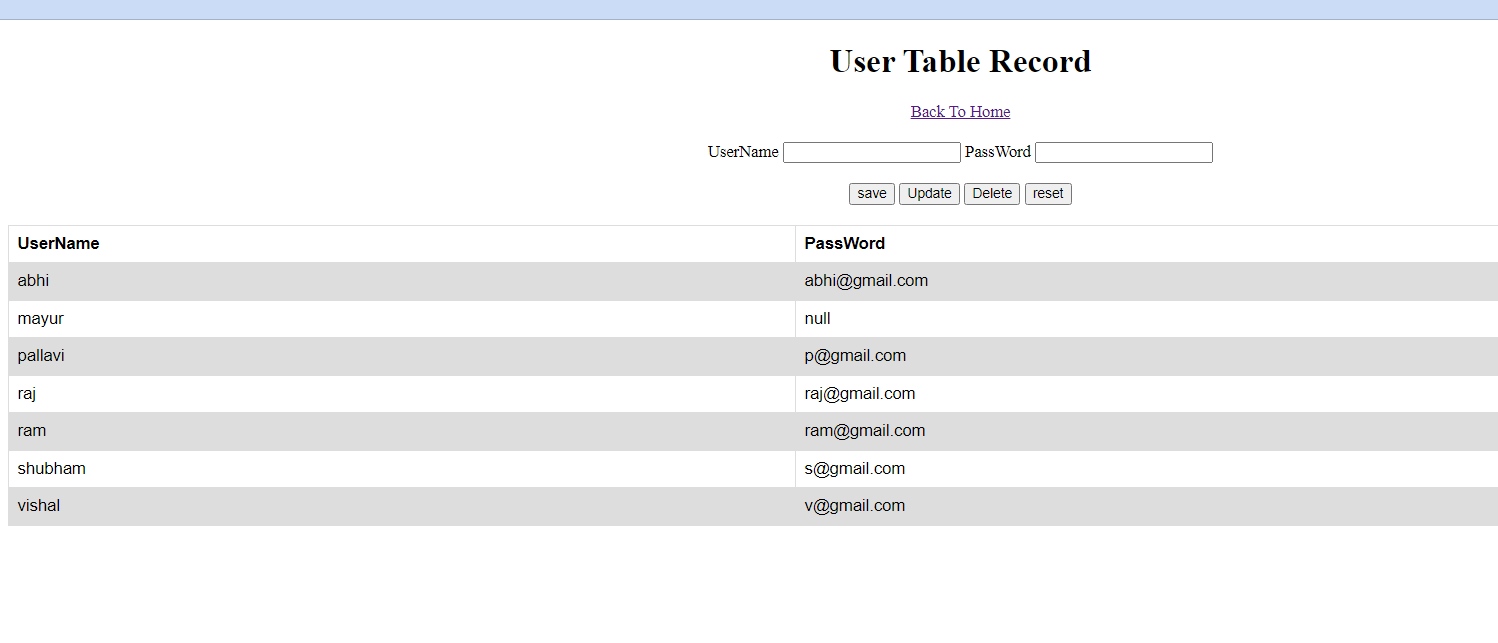 User Table Record
Back To Home
UserName PassWord
save Update Delete reset
UserName PassWord
abhi abhi@gmail.com
mayur null
pallavi p@gmail.com
raj raj@gmail.com
ram ram@gmail.com
shubham s@gmail.com
vishal v@gmail.com